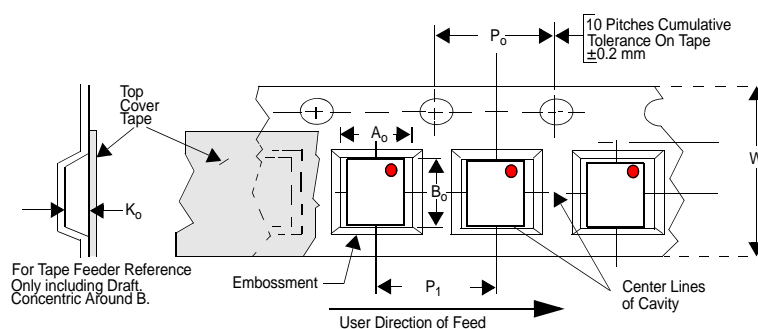 10 Pitches Cumulative
Tolerance On Tape
±0.2 mm
Po
Top
Cover
Tape
Ao
W
Bo
Ko
For Tape Feeder Reference
Only including Draft.
Concentric Around B.
Embossment
P1
Center Lines
of Cavity
User Direction of Feed